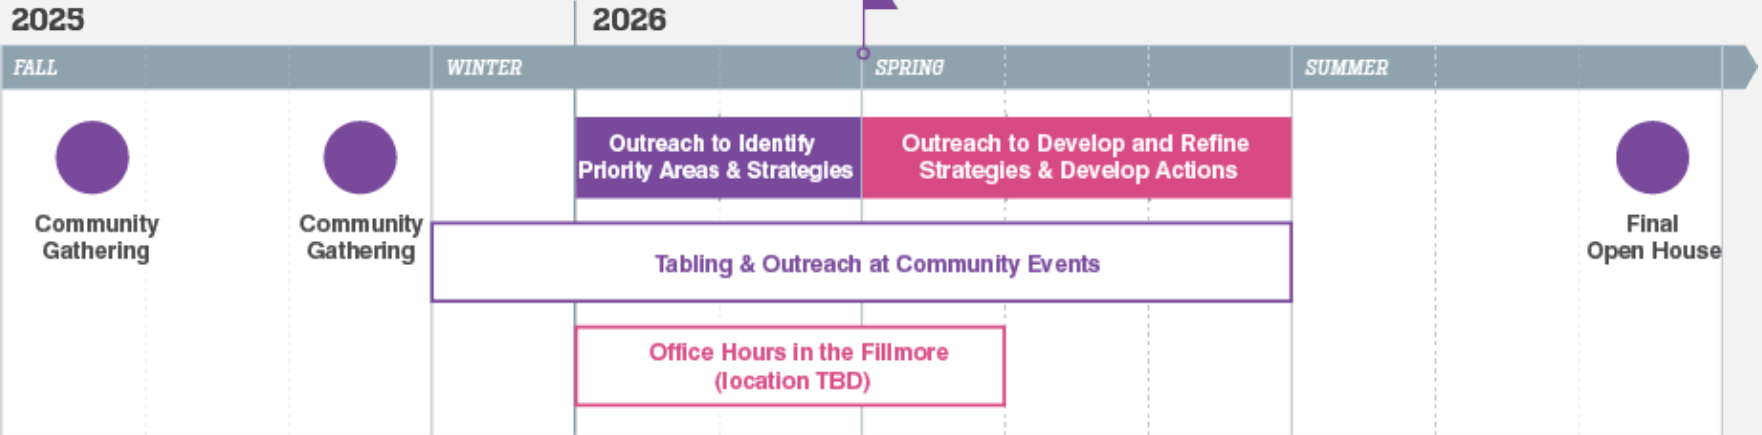 2025
2026
FALL
WINTER
SPRING
SUMMER
Outreach to Identify
Priority Areas & Strategies
Outreach to Develop and Refine
Strategies & Develop Actions
Community
Gathering
Community
Gathering
Final
Open House
Tabling & Outreach at Community Events
Office Hours in the Fillmore
(location TBD)